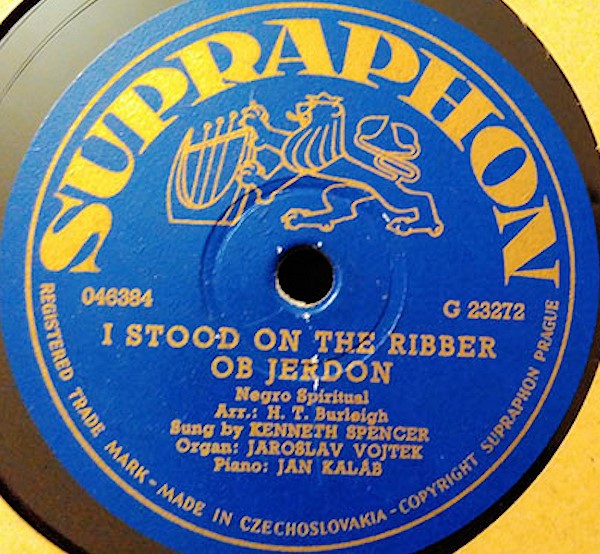 SUPRAPHON
046384
G 23272
I STOOD ON THE RIBBER
OB JERDON
Negro Spiritual
Arr.: H. T. Burleigh
Sung by KENNETH SPENCER
Organ: JAROSLAV VOJTEK
Piano: JAN KALÁB
REGISTERED TRADE MARK - MADE IN CZECHOSLOVAKIA - COPYRIGHT SUPRAPHON PRAGUE